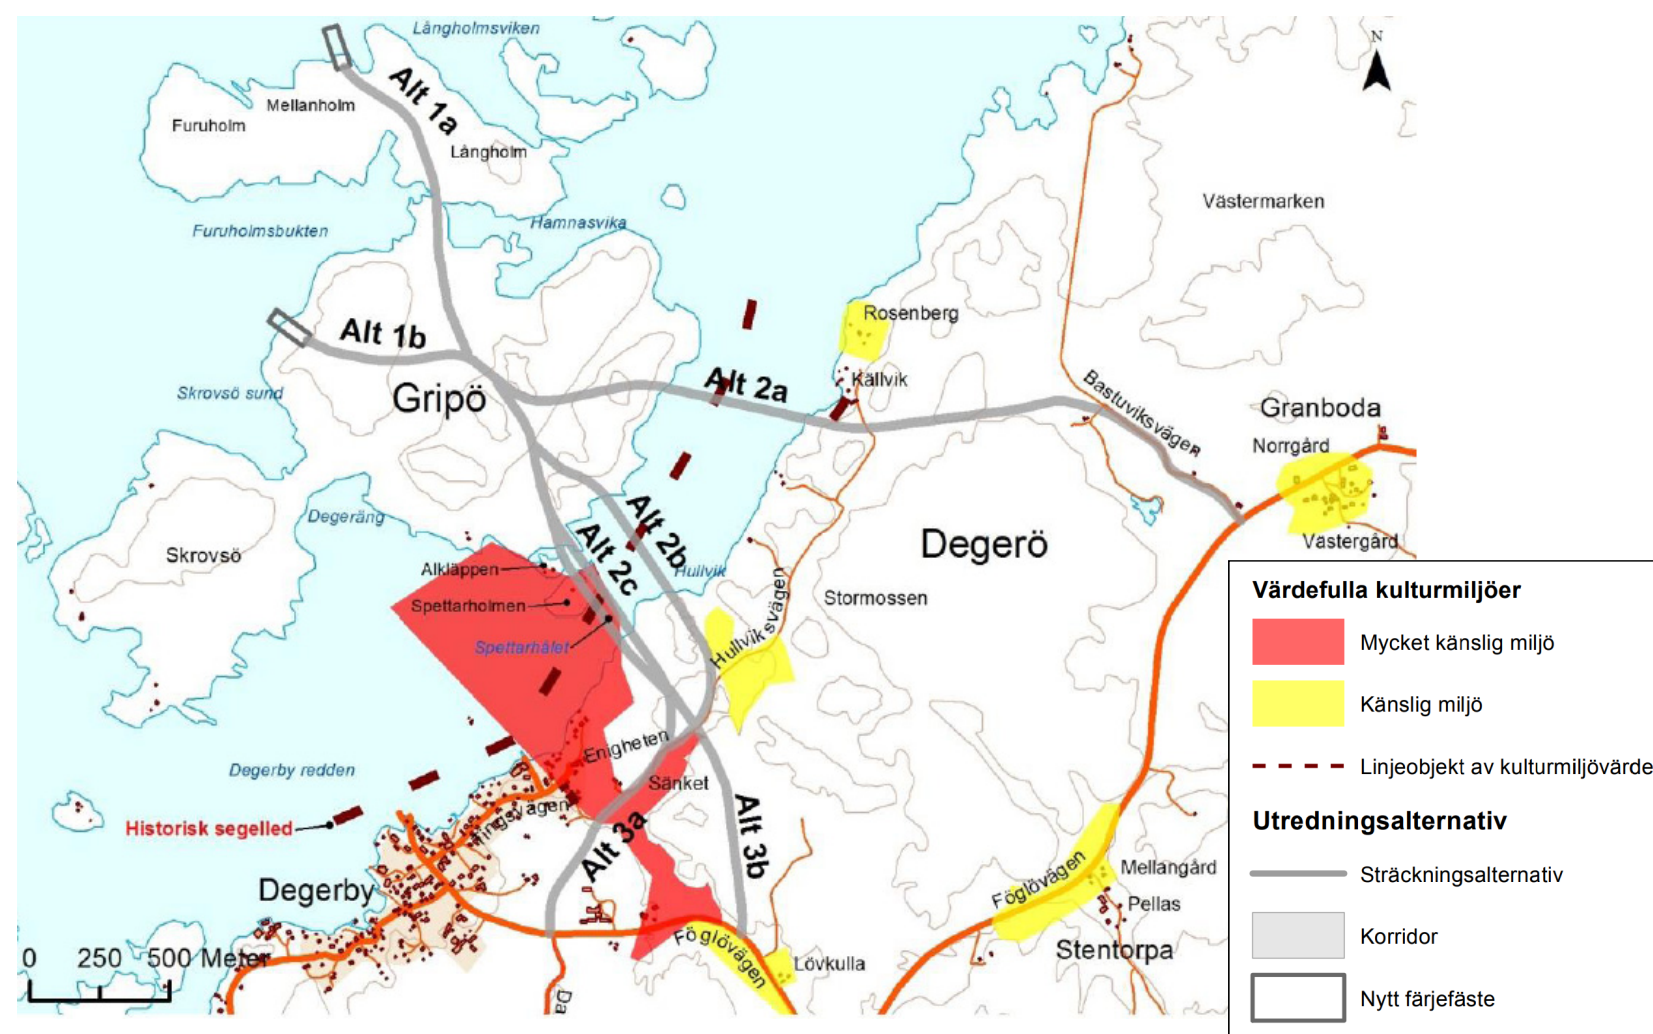 Långholmsviken
N
Alt 1a
Mellanholm
Furuholm
Långholm
Västermarken
Hamnasvika
Furuholmsbukten
Rosenberg
Alt 1b
Källvik
Alt 2a
Skrovsö sund
Gripö
Bastuviksvägen
Granboda
Norrgård
Degeräng
Alt 2b
Degerö
Västergård
Skrovsö
Alt 2c
Alkläppen
Hullvik
Spettarholmen
Stormossen
Spettarhålet
Hullviksvägen
Enigheten
Degerby redden
Sänket
Historisk segelled
Tingsvägen
Alt 3a
Alt 3b
Degerby
Föglövägen
Mellangård
Pellas
Föglövägen
Stentorpa
Lövkulla
Da
0 250 500 Meter
Värdefulla kulturmiljöer
Mycket känslig miljö
Känslig miljö
Linjeobjekt av kulturmiljövärde
Utredningsalternativ
Sträckningsalternativ
Korridor
Nytt färjefäste